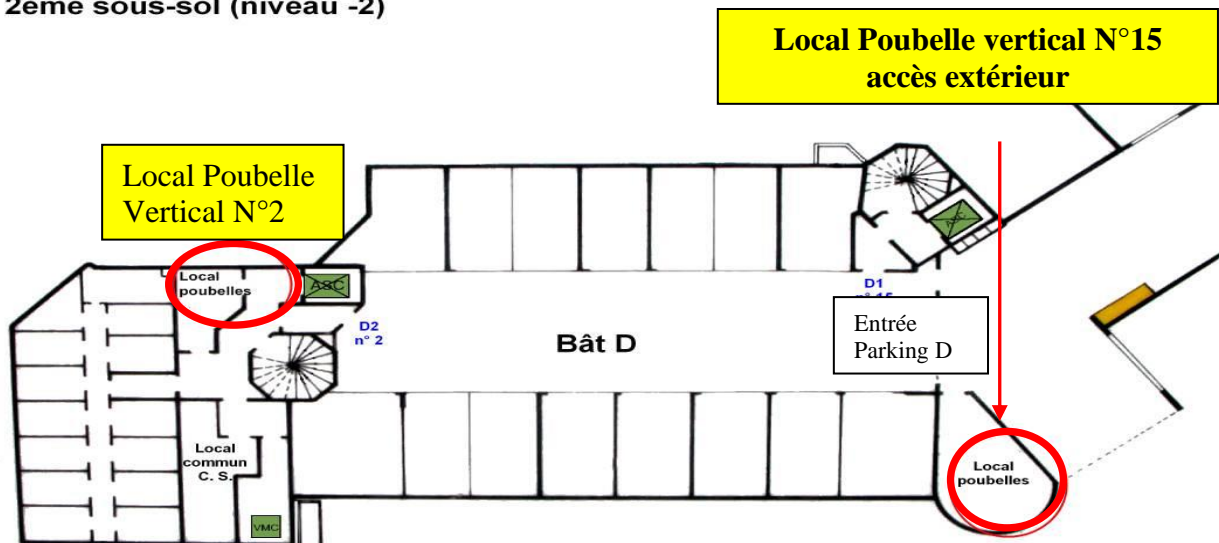 2ème sous-sol (niveau -2)
Local Poubelle vertical N°15
accès extérieur
Local Poubelle
Vertical N°2
ASC
Local
poubelles
ASC
D1
n° 15
D2
n° 2
Bât D
Entrée
Parking D
Local
commun
C. S.
Local
poubelles
VMC